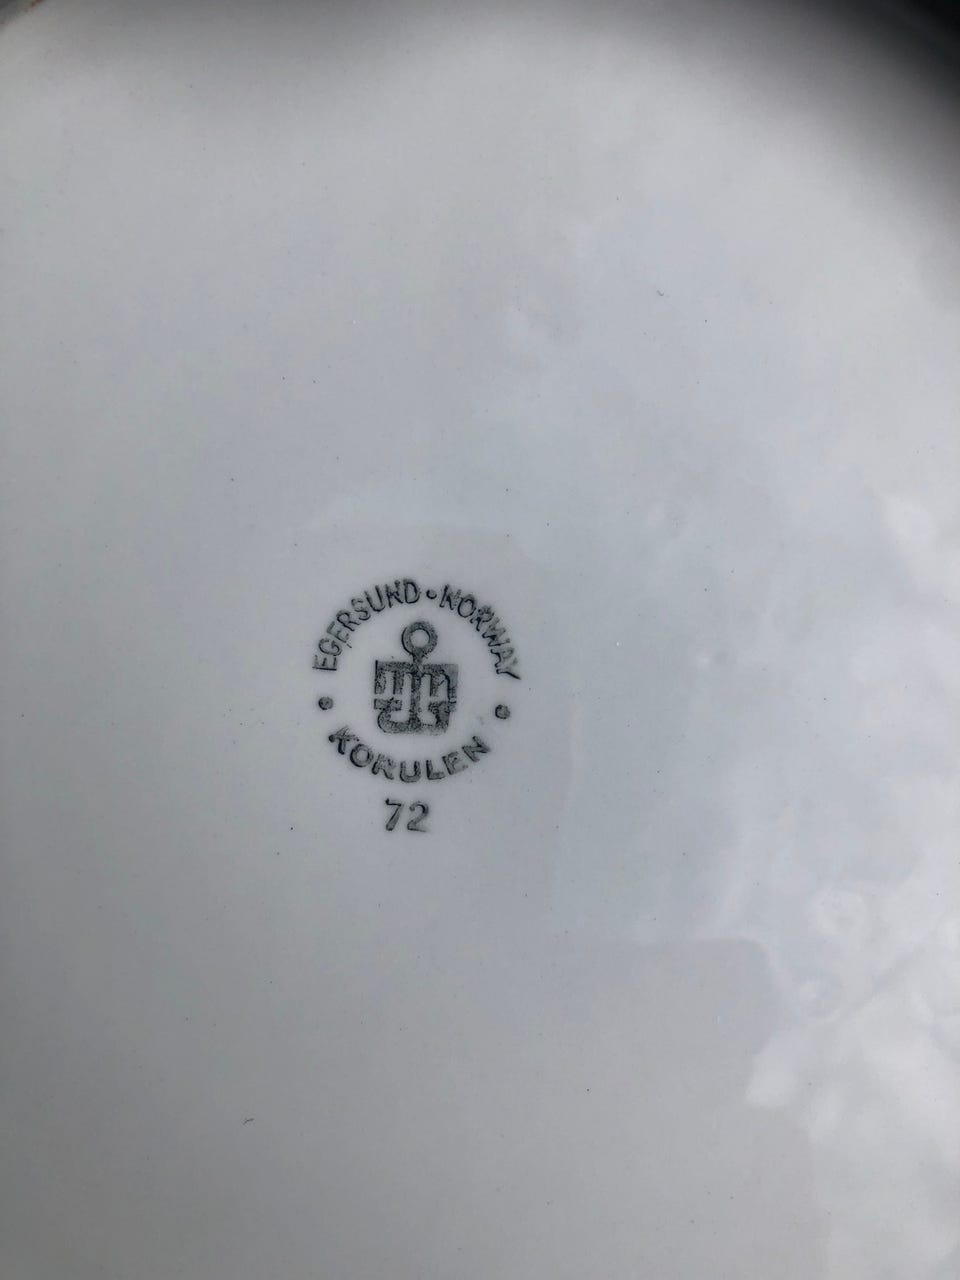 EGERSUND · NORWAY
KORULEN
72